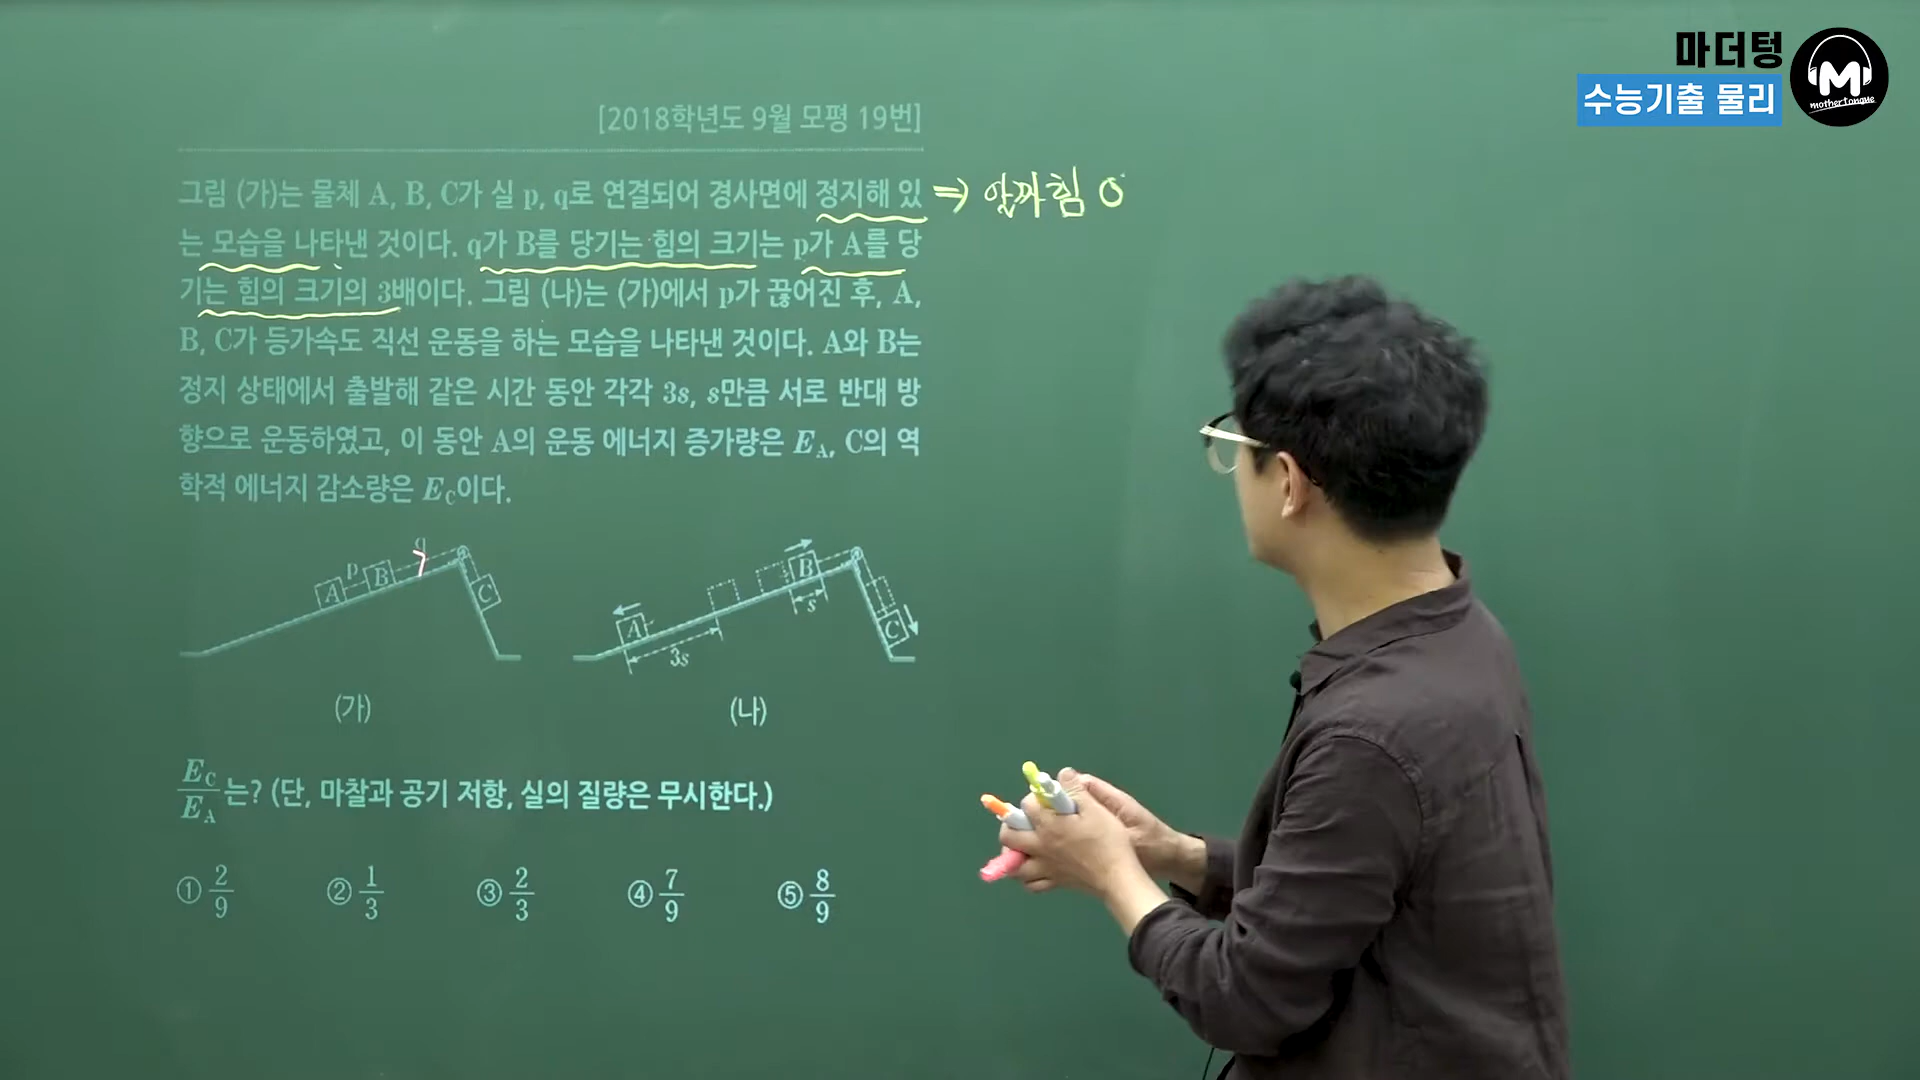 마더텅
수능기출 물리
M
mothertongue
[2018학년도 9월 모평 19번]
그림 (가)는 물체 A, B, C가 실 p, q로 연결되어 경사면에 정지해 있 ⇒ 알짜힘 0
는 모습을 나타낸 것이다. q가 B를 당기는 힘의 크기는 p가 A를 당
기는 힘의 크기의 3배이다. 그림 (나)는 (가)에서 p가 끊어진 후, A,
B, C가 등가속도 직선 운동을 하는 모습을 나타낸 것이다. A와 B는
정지 상태에서 출발해 같은 시간 동안 각각 3s, s만큼 서로 반대 방
향으로 운동하였고, 이 동안 A의 운동 에너지 증가량은 E_A, C의 역
학적 에너지 감소량은 E_C이다.
A p B q C
A 3s B s C
(가) (나)
E_C/E_A 는? (단, 마찰과 공기 저항, 실의 질량은 무시한다.)
① 2/9 ② 1/3 ③ 2/3 ④ 7/9 ⑤ 8/9